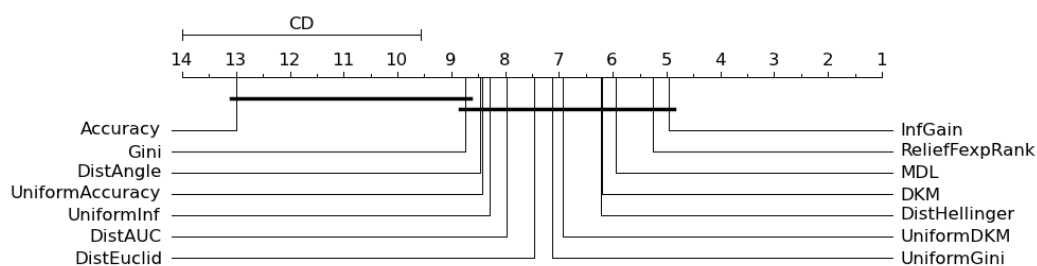 CD
14 13 12 11 10 9 8 7 6 5 4 3 2 1
Accuracy InfGain
Gini ReliefFexpRank
DistAngle MDL
UniformAccuracy DKM
UniformInf DistHellinger
DistAUC UniformDKM
DistEuclid UniformGini